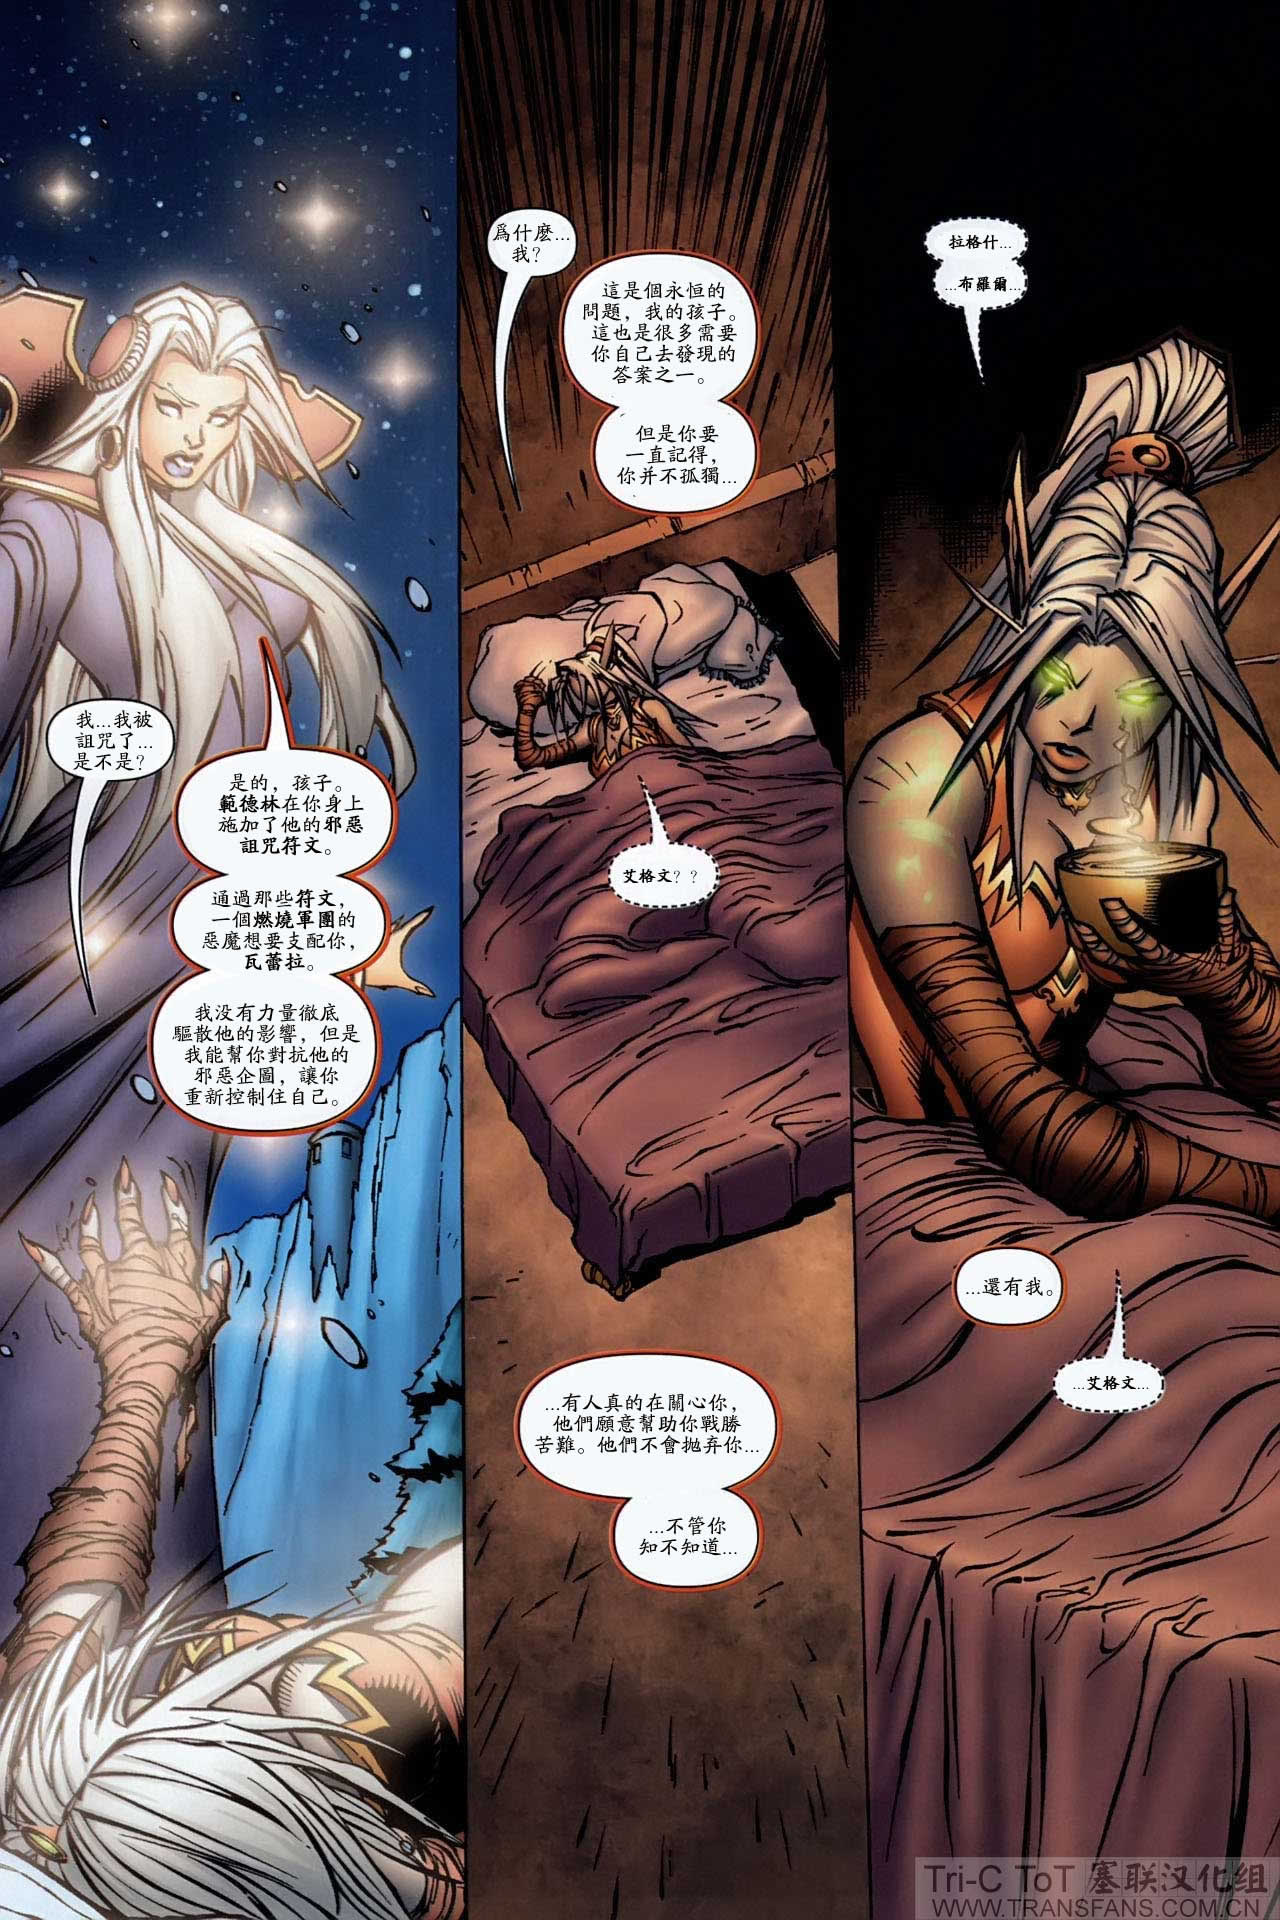 我...我被
詛咒了...
是不是?
是的，孩子。
範德林在你身上
施加了他的邪惡
詛咒符文。
通過那些符文，
一個燃燒軍團的
惡魔想要支配你，
瓦蕾拉。
我没有力量徹底
驅散他的影響，但是
我能幫你對抗他的
邪惡企圖，讓你
重新控制住自己。
爲什麽...
我?
這是個永恒的
問題，我的孩子。
這也是很多需要
你自己去發現的
答案之一。
但是你要
一直記得，
你并不孤獨...
艾格文? ?
...有人真的在關心你，
他們願意幫助你戰勝
苦難。他們不會抛弃你...
...不管你
知不知道...
拉格什...
...布羅爾...
...還有我。
...艾格文...
Tri-C ToT 塞联汉化组
WWW.TRANSFANS.COM.CN